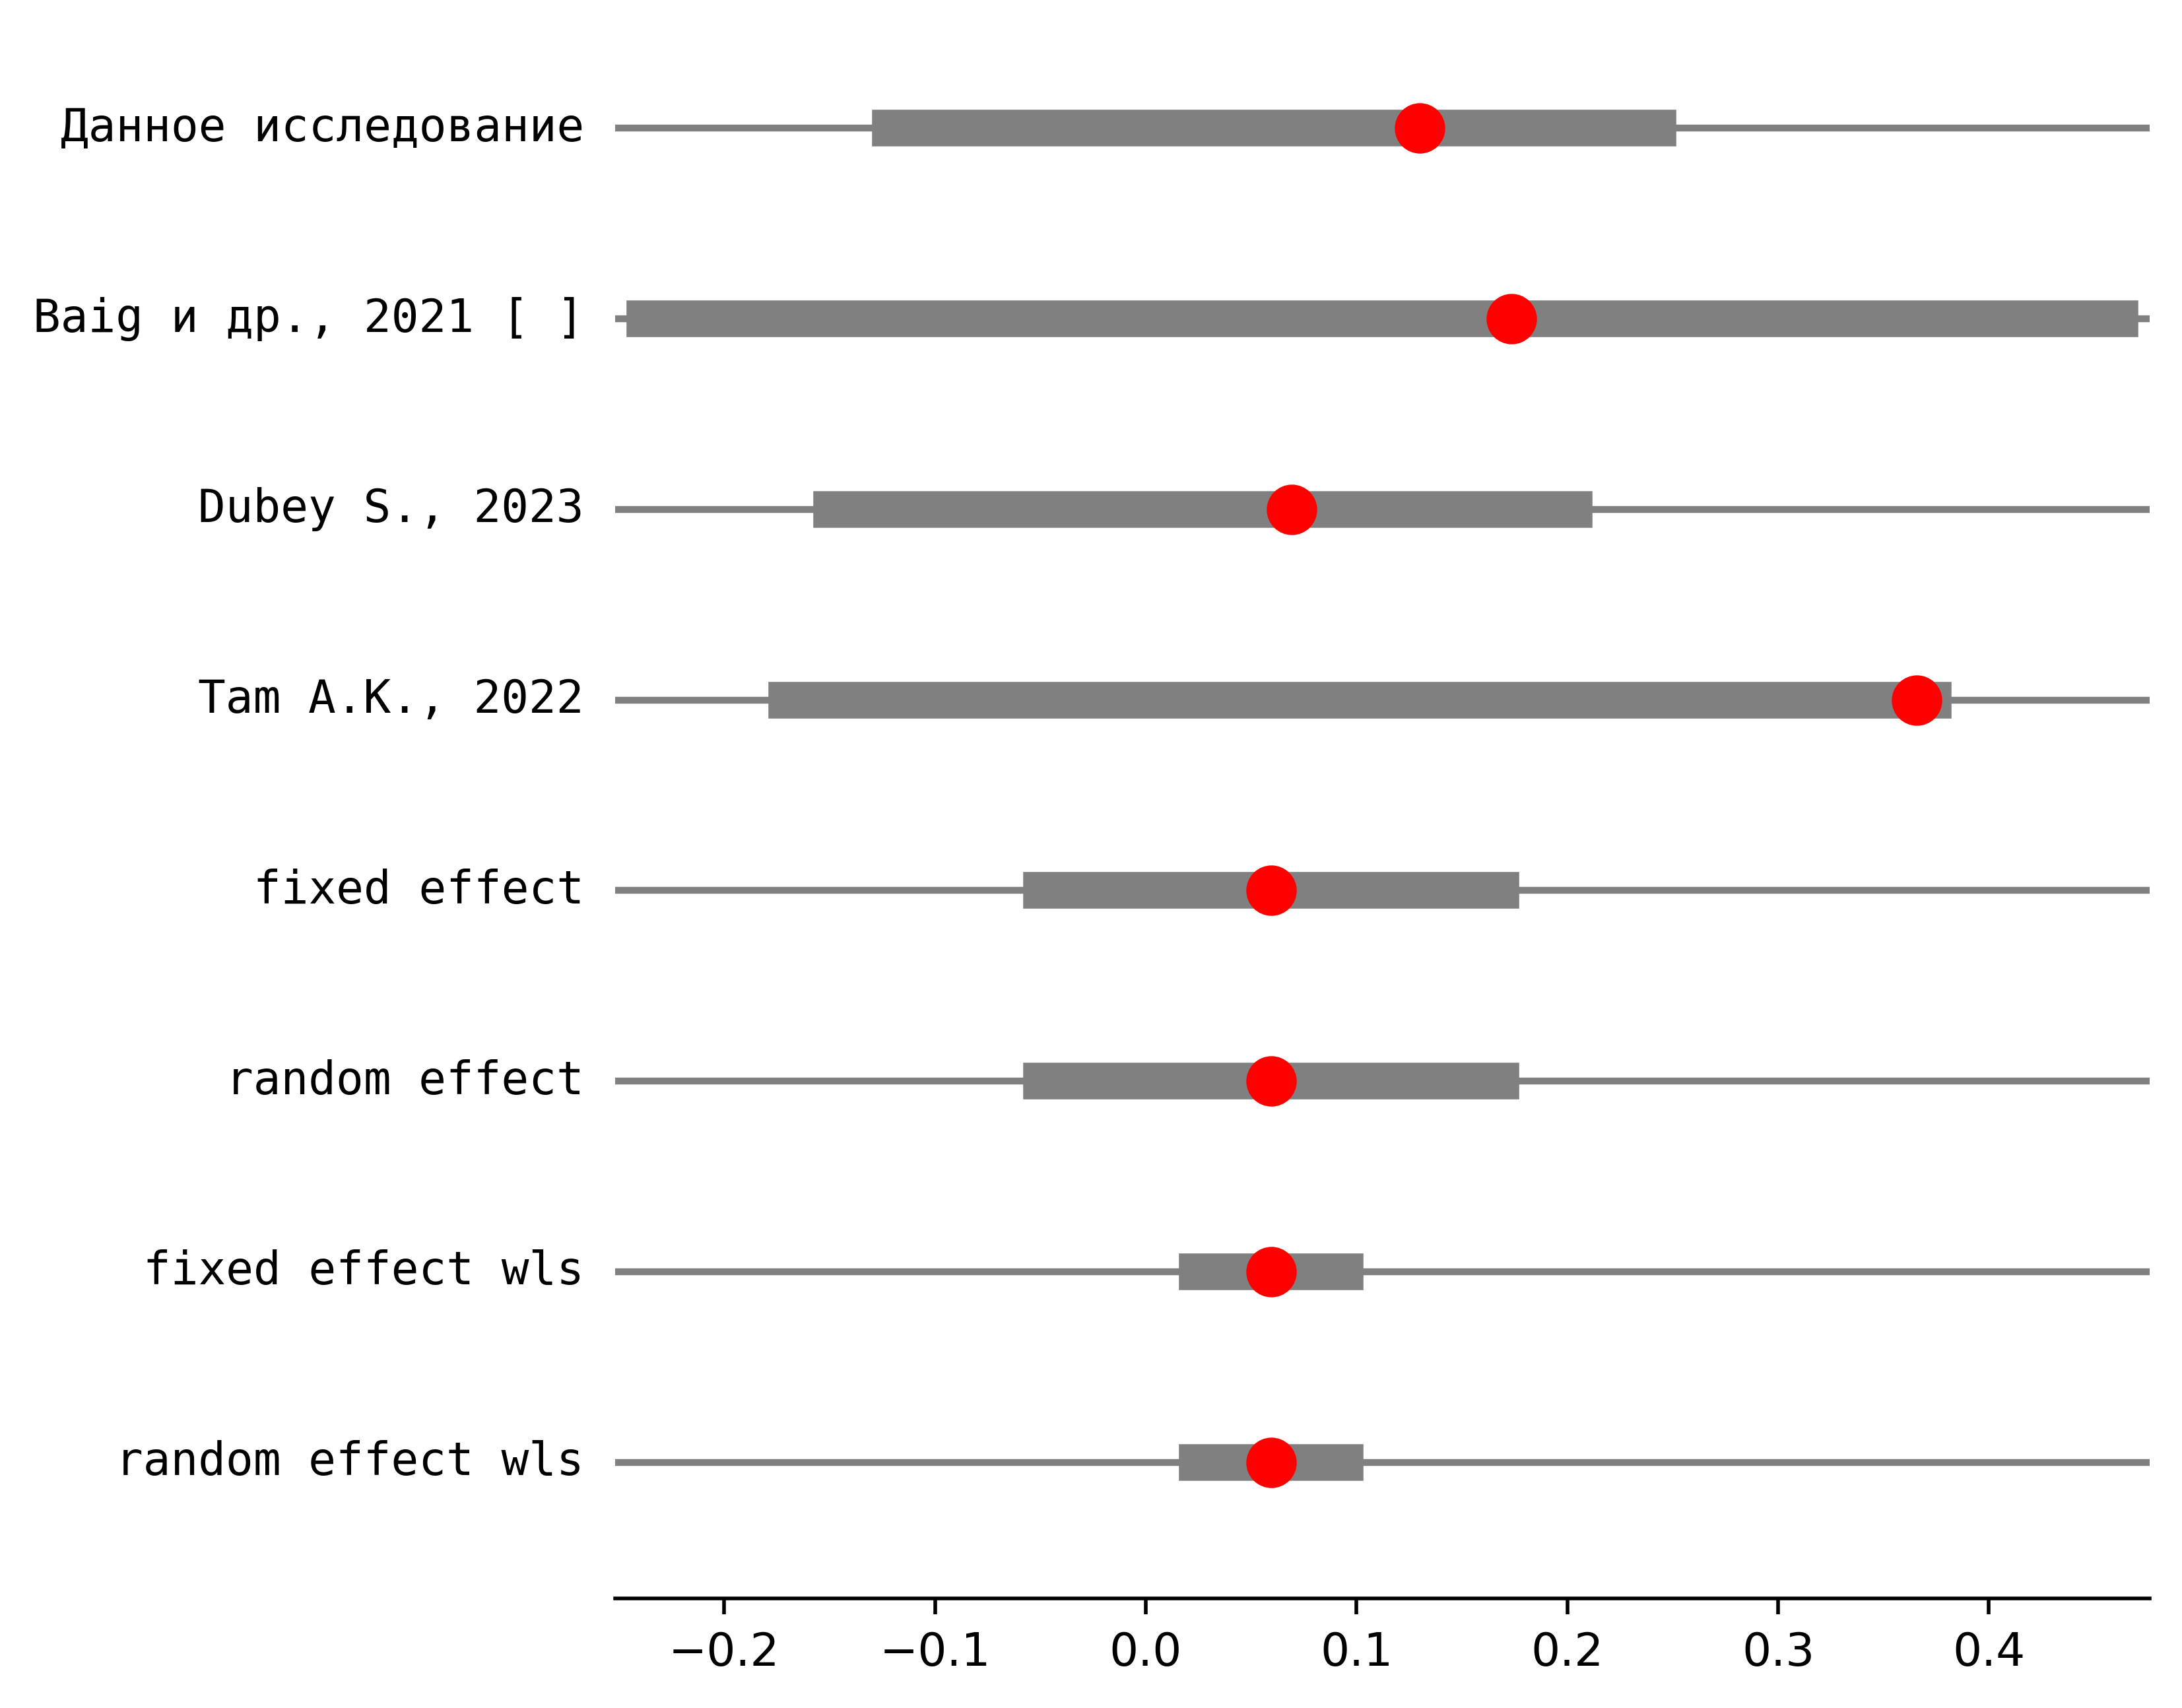 Данное исследование
Baig и др., 2021 [ ]
Dubey S., 2023
Tam A.K., 2022
fixed effect
random effect
fixed effect wls
random effect wls
−0.2 −0.1 0.0 0.1 0.2 0.3 0.4